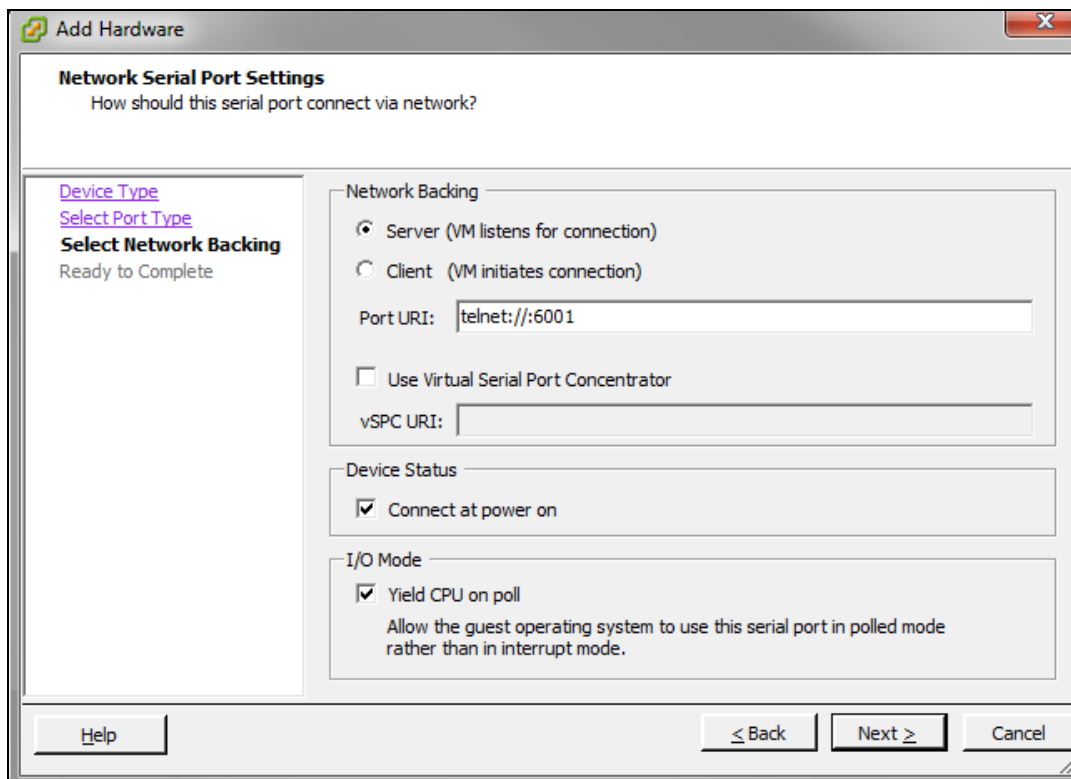 Add Hardware
Network Serial Port Settings
How should this serial port connect via network?
Device Type
Select Port Type
Select Network Backing
Ready to Complete
Network Backing
Server (VM listens for connection)
Client (VM initiates connection)
Port URI: telnet://:6001
Use Virtual Serial Port Concentrator
vSPC URI:
Device Status
Connect at power on
I/O Mode
Yield CPU on poll
Allow the guest operating system to use this serial port in polled mode
rather than in interrupt mode.
Help
< Back
Next >
Cancel